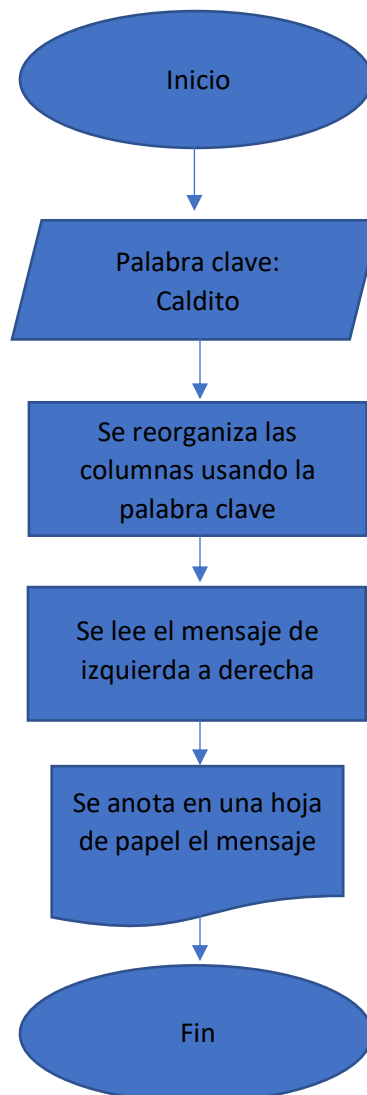 Inicio
Palabra clave:
Caldito
Se reorganiza las
columnas usando la
palabra clave
Se lee el mensaje de
izquierda a derecha
Se anota en una hoja
de papel el mensaje
Fin